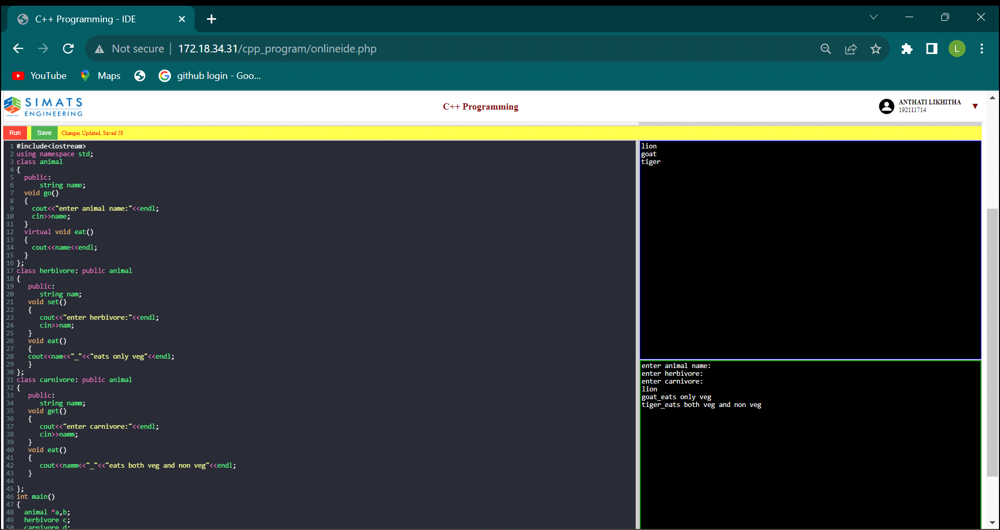 C++ Programming - IDE
Not secure | 172.18.34.31/cpp_program/onlineide.php
L
YouTube Maps github login - Goo...
SIMATS
ENGINEERING
C++ Programming
ANTHATI LIKHITHA
192111714
Run Save Changes Updated, Saved 58
1 #include<iostream>
2 using namespace std;
3 class animal
4 {
5 public:
6 string name;
7 void go()
8 {
9 cout<<"enter animal name:"<<endl;
10 cin>>name;
11 }
12 virtual void eat()
13 {
14 cout<<name<<endl;
15 }
16 };
17 class herbivore: public animal
18 {
19 public:
20 string nam;
21 void set()
22 {
23 cout<<"enter herbivore:"<<endl;
24 cin>>nam;
25 }
26 void eat()
27 {
28 cout<<nam<<"_"<<"eats only veg"<<endl;
29 }
30 };
31 class carnivore: public animal
32 {
33 public:
34 string namm;
35 void get()
36 {
37 cout<<"enter carnivore:"<<endl;
38 cin>>namm;
39 }
40 void eat()
41 {
42 cout<<namm<<"_"<<"eats both veg and non veg"<<endl;
43 }
44
45 };
46 int main()
47 {
48 animal *a,b;
49 herbivore c;
50 carnivore d;
lion
goat
tiger
enter animal name:
enter herbivore:
enter carnivore:
lion
goat_eats only veg
tiger_eats both veg and non veg